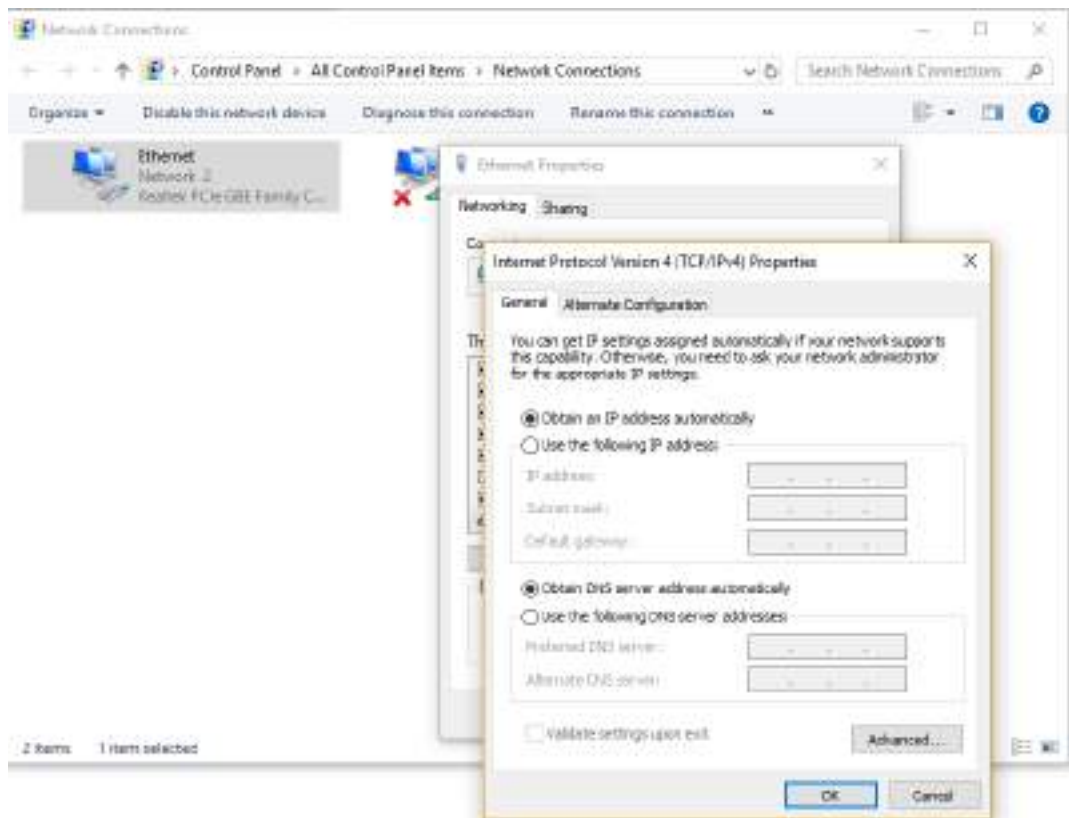 Network Connections
Control Panel > All Control Panel Items > Network Connections
Search Network Connections
Organize
Disable this network device
Diagnose this connection
Rename this connection
»
Ethernet
Network 2
Realtek PCIe GBE Family C...
Ethernet Properties
Networking
Sharing
Internet Protocol Version 4 (TCP/IPv4) Properties
General
Alternate Configuration
You can get IP settings assigned automatically if your network supports
this capability. Otherwise, you need to ask your network administrator
for the appropriate IP settings.
Obtain an IP address automatically
Use the following IP address:
IP address:
Subnet mask:
Default gateway:
Obtain DNS server address automatically
Use the following DNS server addresses:
Preferred DNS server:
Alternate DNS server:
Validate settings upon exit
Advanced...
OK
Cancel
2 items
1 item selected